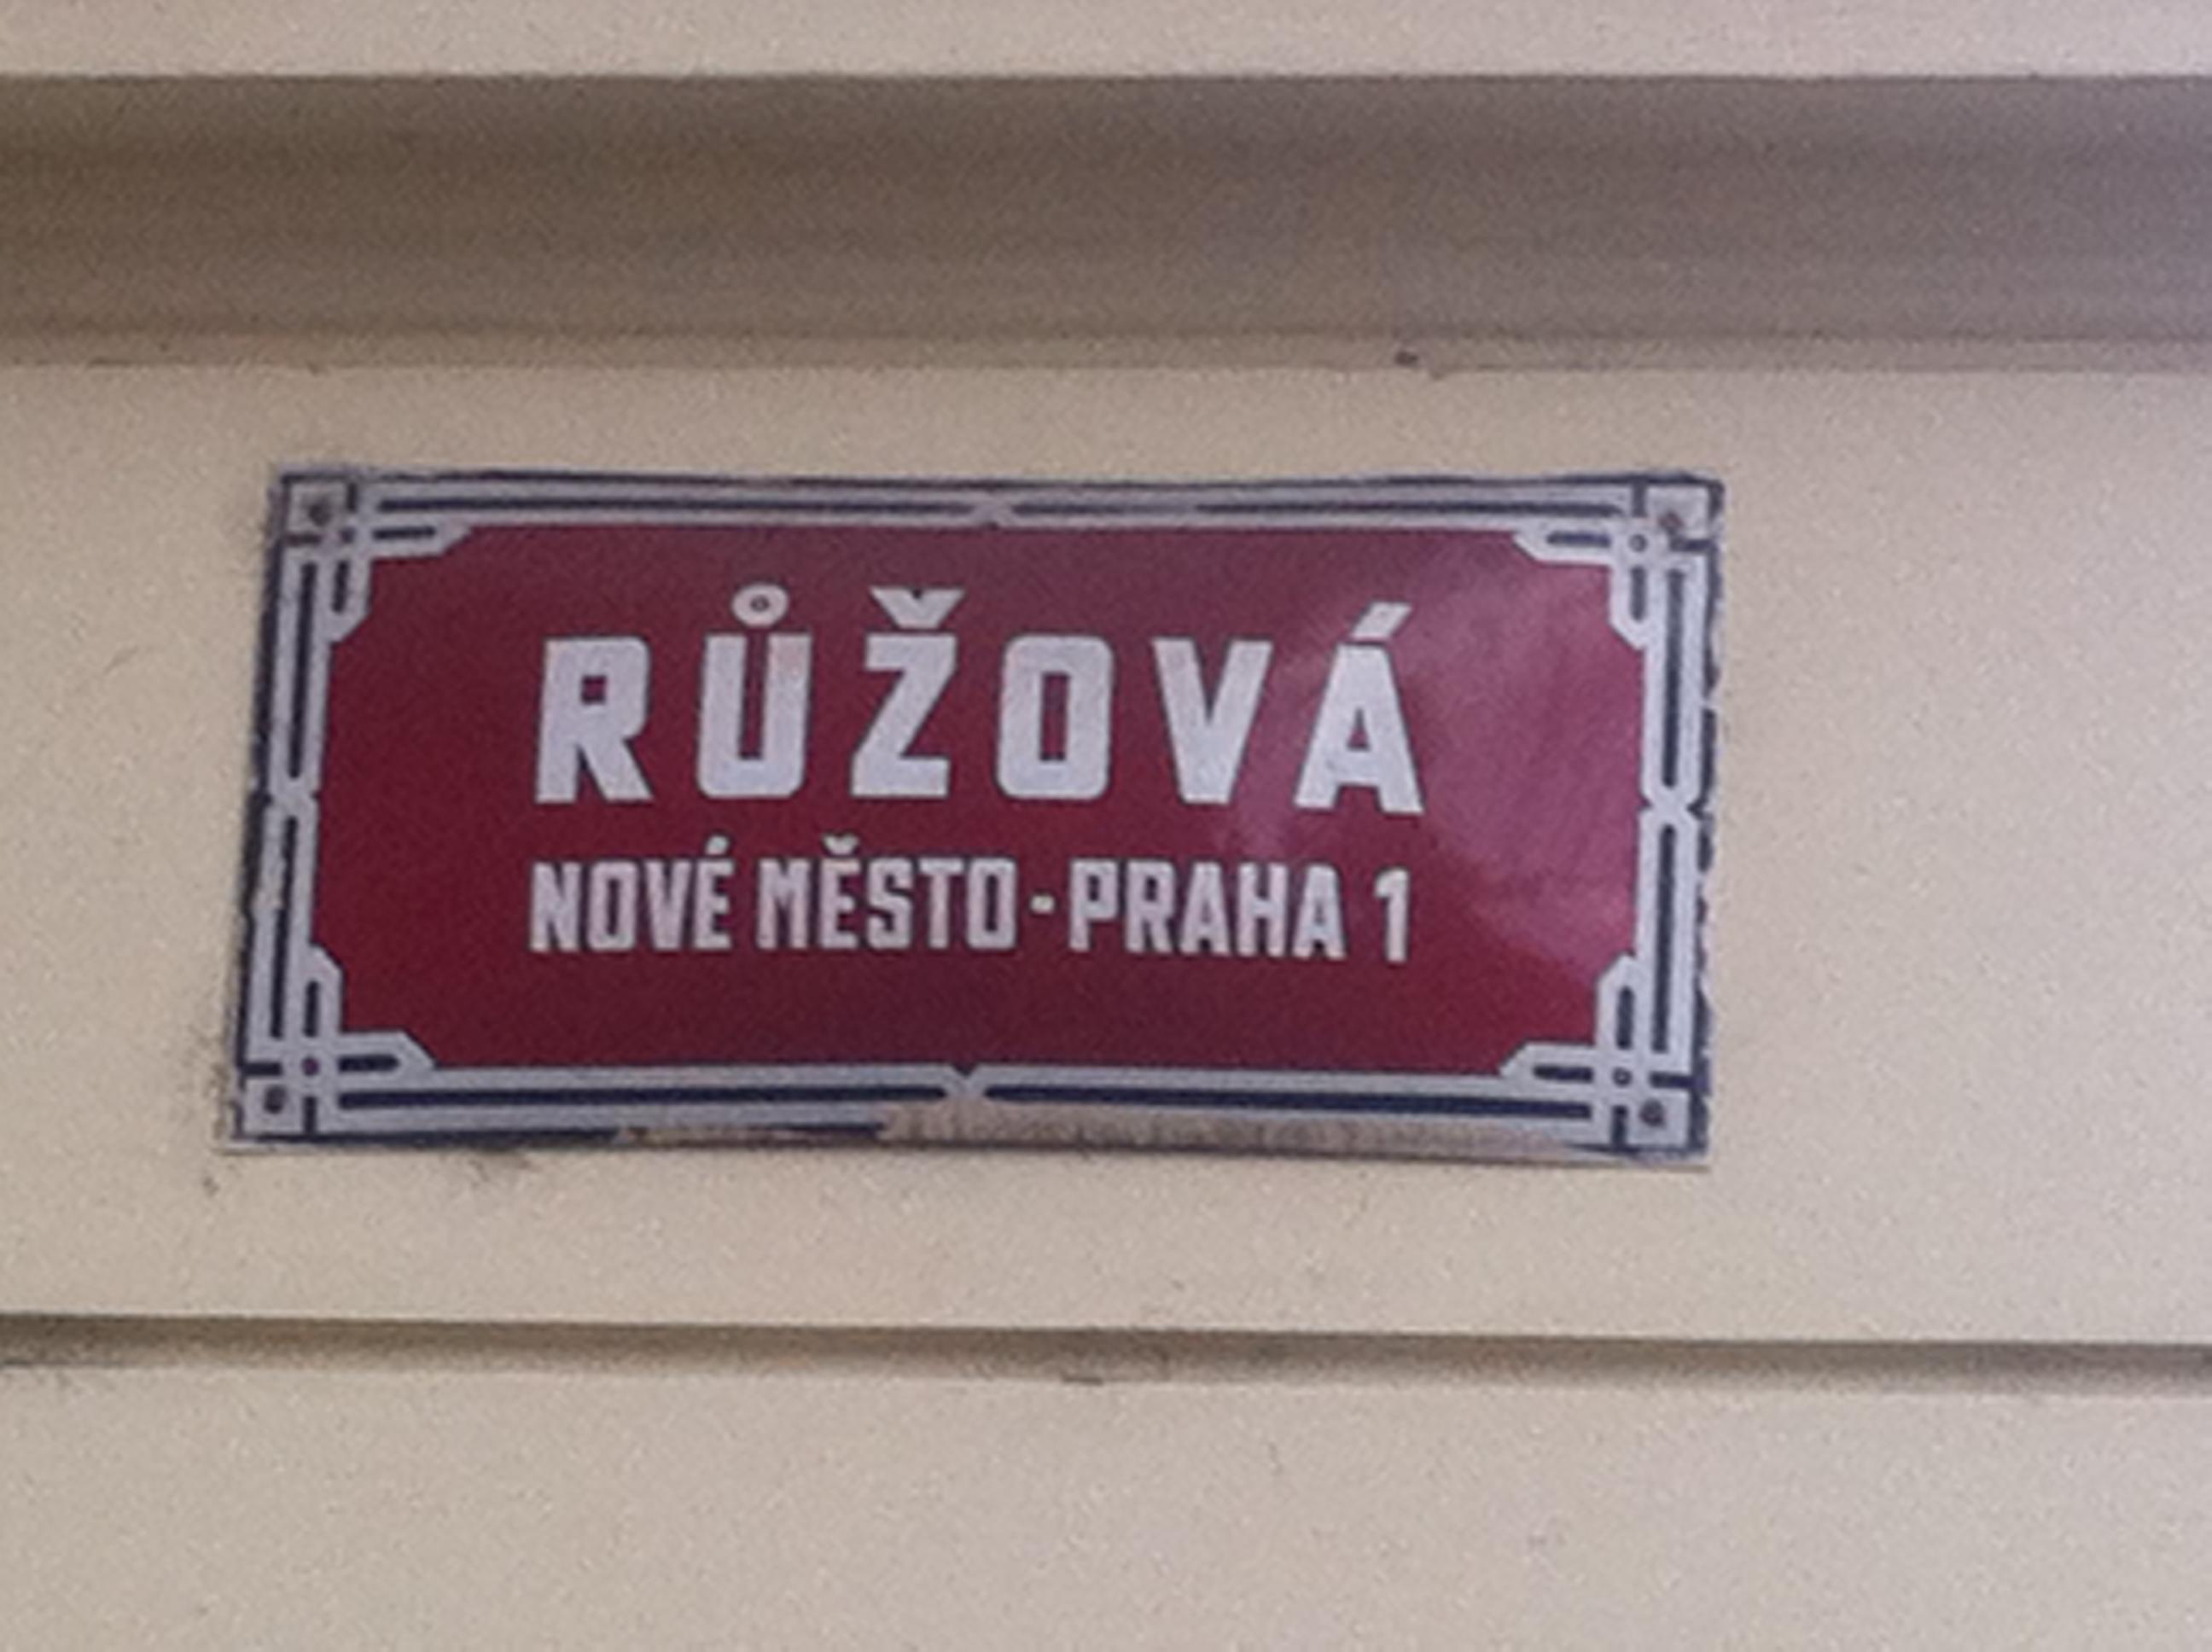 RŮŽOVÁ
NOVÉ MĚSTO - PRAHA 1